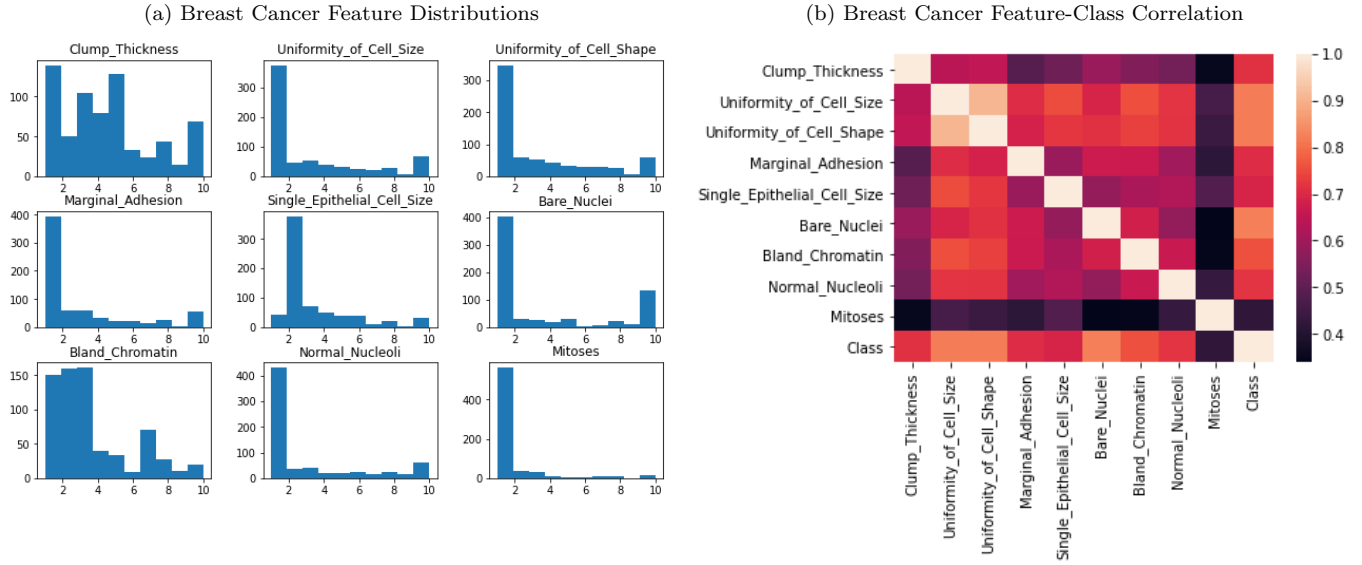 (a) Breast Cancer Feature Distributions
Clump_Thickness
Uniformity_of_Cell_Size
Uniformity_of_Cell_Shape
100
50
0
2 4 6 8 10
300
200
100
0
2 4 6 8 10
300
200
100
0
2 4 6 8 10
Marginal_Adhesion
Single_Epithelial_Cell_Size
Bare_Nuclei
400
300
200
100
0
2 4 6 8 10
300
200
100
0
2 4 6 8 10
400
300
200
100
0
2 4 6 8 10
Bland_Chromatin
Normal_Nucleoli
Mitoses
150
100
50
0
2 4 6 8 10
400
300
200
100
0
2 4 6 8 10
400
200
0
2 4 6 8 10
(b) Breast Cancer Feature-Class Correlation
Clump_Thickness
Uniformity_of_Cell_Size
Uniformity_of_Cell_Shape
Marginal_Adhesion
Single_Epithelial_Cell_Size
Bare_Nuclei
Bland_Chromatin
Normal_Nucleoli
Mitoses
Class
Clump_Thickness
Uniformity_of_Cell_Size
Uniformity_of_Cell_Shape
Marginal_Adhesion
Single_Epithelial_Cell_Size
Bare_Nuclei
Bland_Chromatin
Normal_Nucleoli
Mitoses
Class
1.0
0.9
0.8
0.7
0.6
0.5
0.4